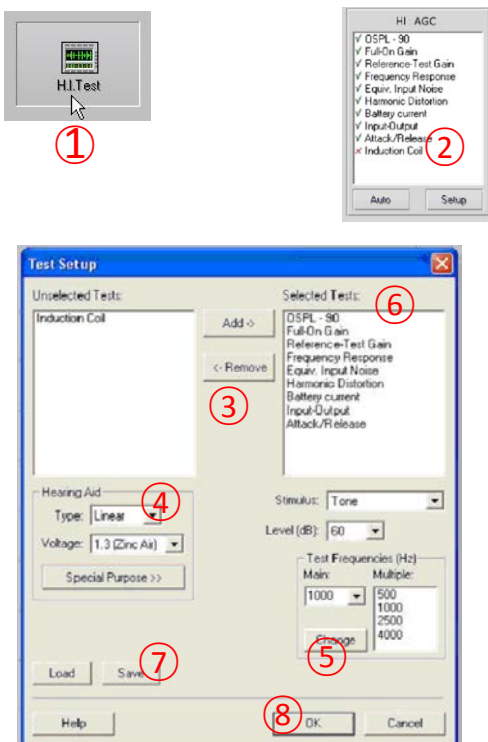 H.I.Test
①
HI AGC
√ OSPL - 90
√ Full-On Gain
√ Reference-Test Gain
√ Frequency Response
√ Equiv. Input Noise
√ Harmonic Distortion
√ Battery current
√ Input-Output
√ Attack/Release
× Induction Coil
②
Auto Setup
Test Setup
Unselected Tests:
Induction Coil
Add ->
<- Remove
③
Selected Tests:
⑥
OSPL - 90
Full-On Gain
Reference-Test Gain
Frequency Response
Equiv. Input Noise
Harmonic Distortion
Battery current
Input-Output
Attack/Release
Hearing Aid
④
Type: Linear
Voltage: 1.3 (Zinc Air)
Special Purpose >>
Stimulus: Tone
Level (dB): 60
Test Frequencies (Hz)
Main: Multiple:
1000
500
1000
2500
4000
Change
⑤
Load Save
⑦
Help
⑧
OK Cancel